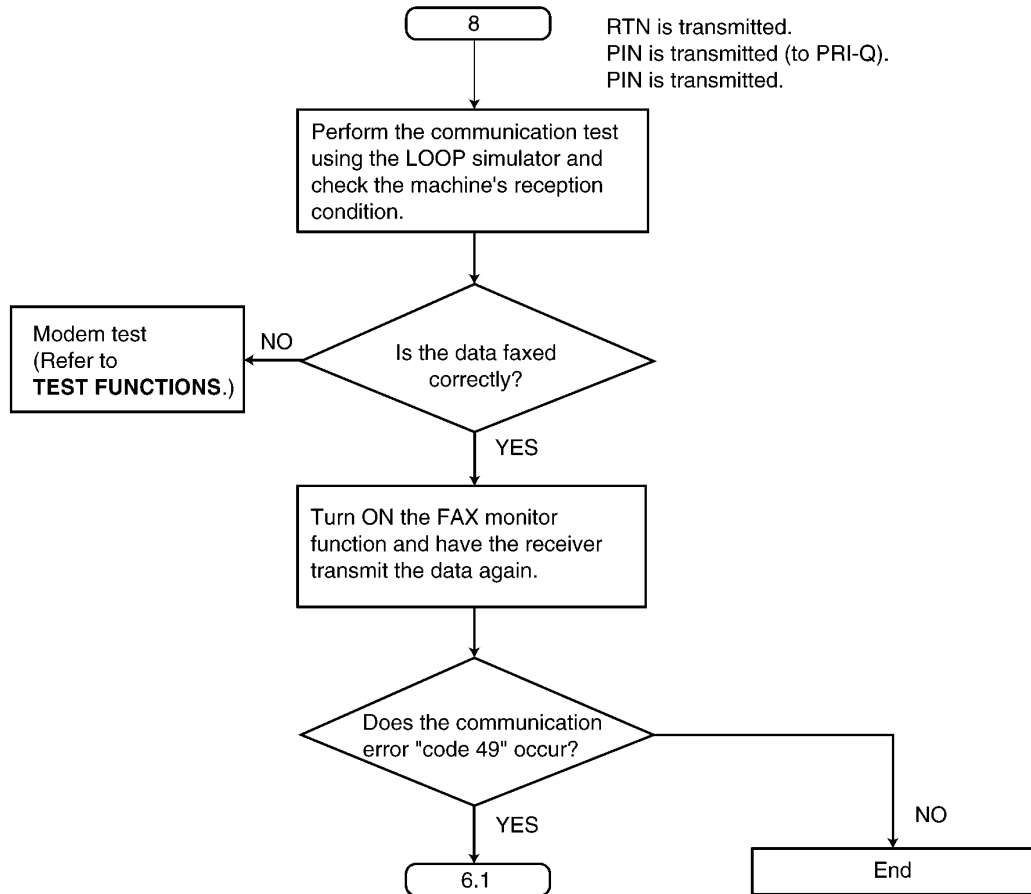 8
RTN is transmitted.
PIN is transmitted (to PRI-Q).
PIN is transmitted.
Perform the communication test
using the LOOP simulator and
check the machine's reception
condition.
Is the data faxed
correctly?
NO
Modem test
(Refer to
TEST FUNCTIONS.)
YES
Turn ON the FAX monitor
function and have the receiver
transmit the data again.
Does the communication
error "code 49" occur?
YES
NO
6.1
End